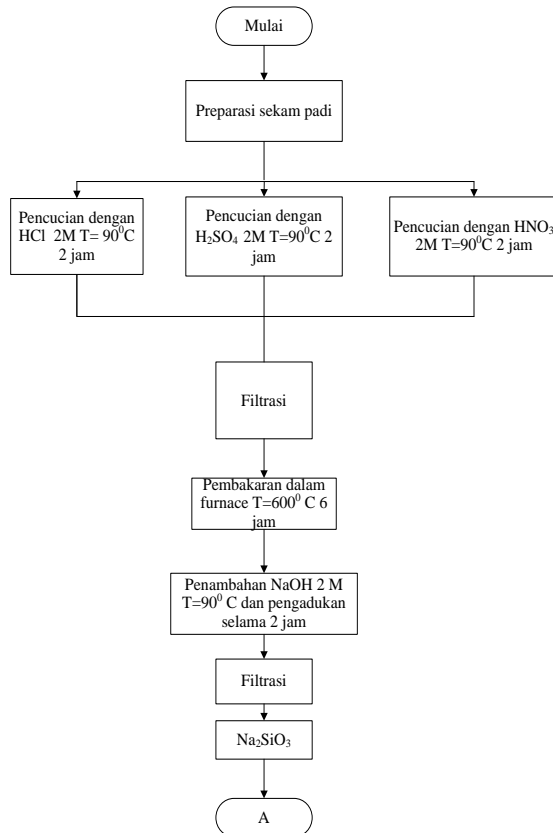 Mulai
Preparasi sekam padi
Pencucian dengan
HCl 2M T= 90⁰C
2 jam
Pencucian dengan
H₂SO₄ 2M T=90⁰C 2
jam
Pencucian dengan HNO₃
2M T=90⁰C 2 jam
Filtrasi
Pembakaran dalam
furnace T=600⁰ C 6
jam
Penambahan NaOH 2 M
T=90⁰ C dan pengadukan
selama 2 jam
Filtrasi
Na₂SiO₃
A